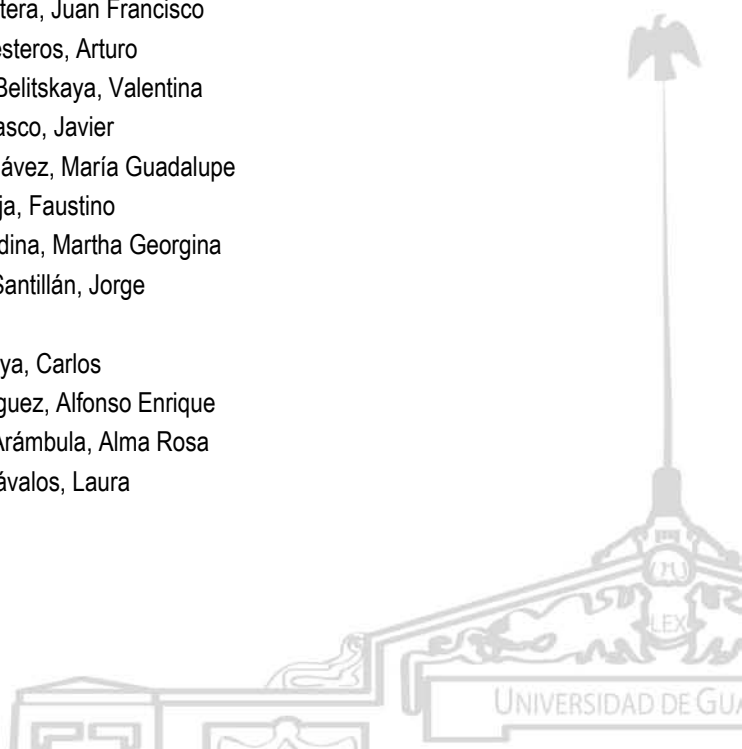 tera, Juan Francisco
esteros, Arturo
Belitskaya, Valentina
asco, Javier
ávez, María Guadalupe
ja, Faustino
dina, Martha Georgina
Santillán, Jorge
ya, Carlos
guez, Alfonso Enrique
Arámbula, Alma Rosa
ávalos, Laura
LEX
UNIVERSIDAD DE GUA